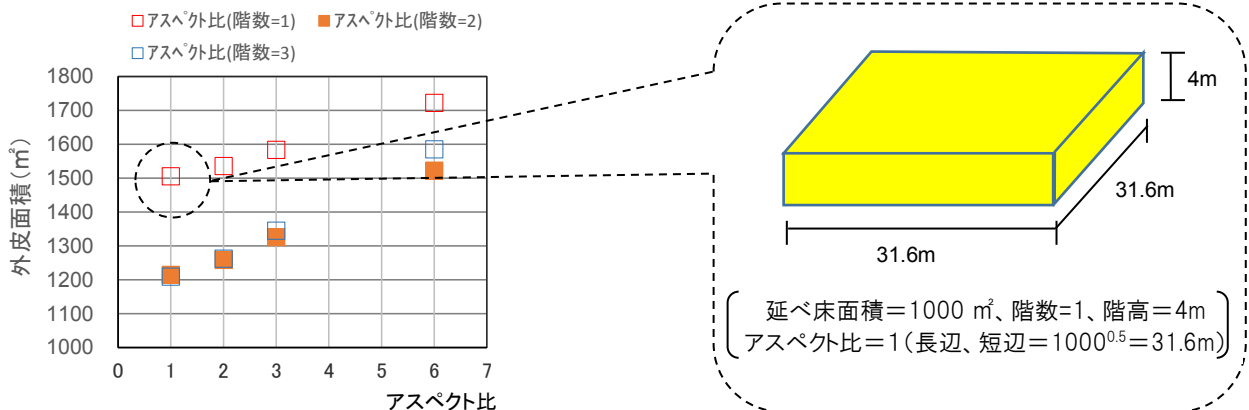 アスペクト比(階数=1) アスペクト比(階数=2)
アスペクト比(階数=3)
1800
1700
1600
1500
1400
1300
1200
1100
1000
外皮面積(㎡)
0 1 2 3 4 5 6 7
アスペクト比
4m
31.6m
31.6m
延べ床面積=1000 ㎡、階数=1、階高=4m
アスペクト比=1(長辺、短辺=1000^0.5=31.6m)